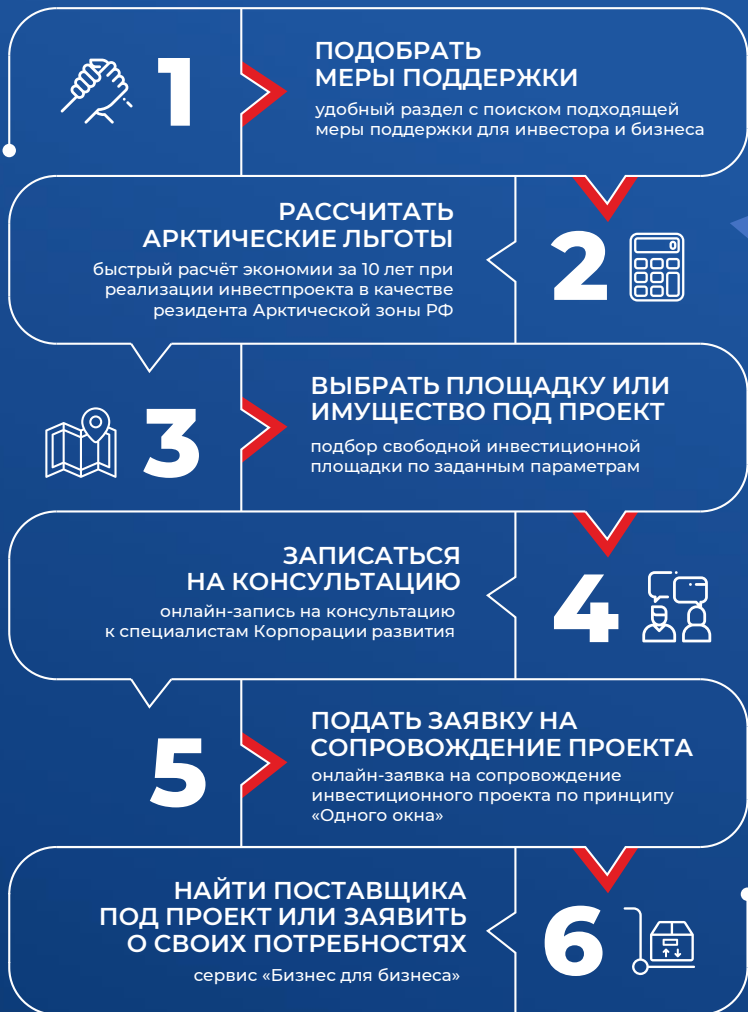 1
ПОДОБРАТЬ
МЕРЫ ПОДДЕРЖКИ
удобный раздел с поиском подходящей
меры поддержки для инвестора и бизнеса
РАССЧИТАТЬ
АРКТИЧЕСКИЕ ЛЬГОТЫ
быстрый расчёт экономии за 10 лет при
реализации инвестпроекта в качестве
резидента Арктической зоны РФ
2
0
3
ВЫБРАТЬ ПЛОЩАДКУ ИЛИ
ИМУЩЕСТВО ПОД ПРОЕКТ
подбор свободной инвестиционной
площадки по заданным параметрам
ЗАПИСАТЬСЯ
НА КОНСУЛЬТАЦИЮ
онлайн-запись на консультацию
к специалистам Корпорации развития
4
5
ПОДАТЬ ЗАЯВКУ НА
СОПРОВОЖДЕНИЕ ПРОЕКТА
онлайн-заявка на сопровождение
инвестиционного проекта по принципу
«Одного окна»
НАЙТИ ПОСТАВЩИКА
ПОД ПРОЕКТ ИЛИ ЗАЯВИТЬ
О СВОИХ ПОТРЕБНОСТЯХ
сервис «Бизнес для бизнеса»
6